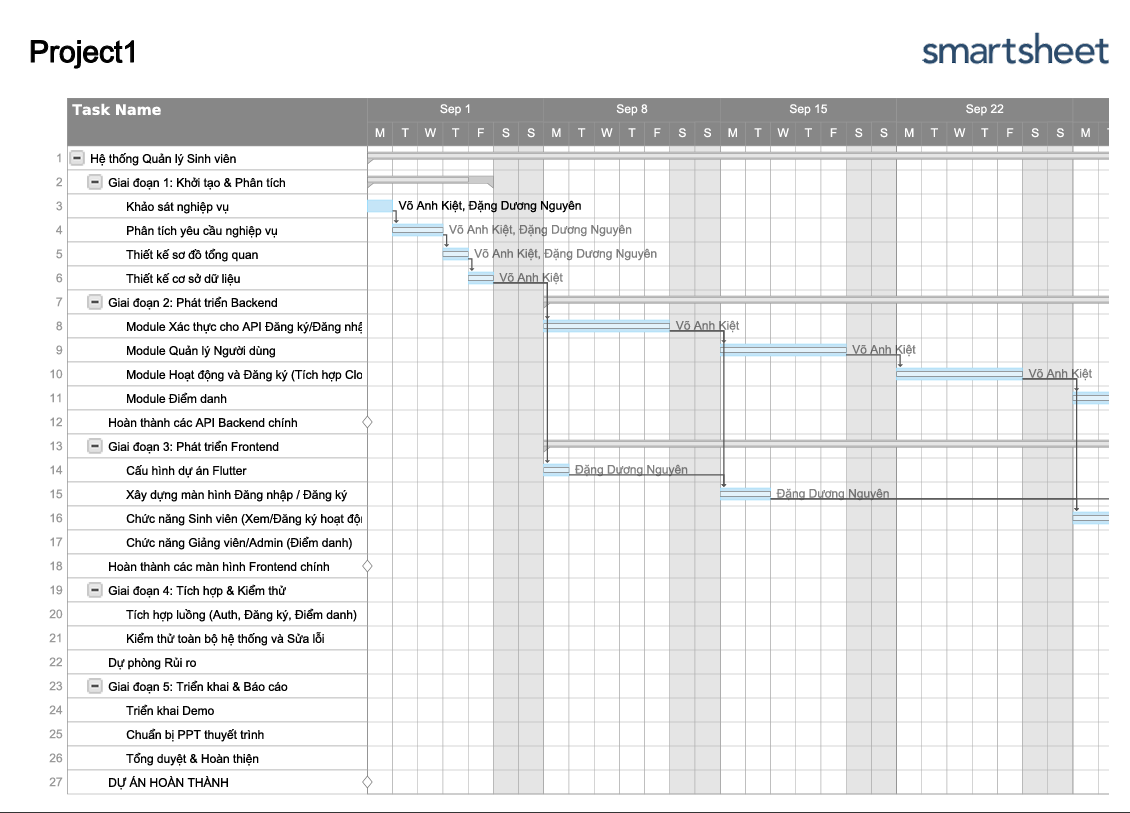 Project1
smartsheet
Task Name
Sep 1 Sep 8 Sep 15 Sep 22
M T W T F S S M T W T F S S M T W T F S S M T W T F S S M
1 Hệ thống Quản lý Sinh viên
2 Giai đoạn 1: Khởi tạo & Phân tích
3 Khảo sát nghiệp vụ Võ Anh Kiệt, Đặng Dương Nguyên
4 Phân tích yêu cầu nghiệp vụ Võ Anh Kiệt, Đặng Dương Nguyên
5 Thiết kế sơ đồ tổng quan Võ Anh Kiệt, Đặng Dương Nguyên
6 Thiết kế cơ sở dữ liệu Võ Anh Kiệt
7 Giai đoạn 2: Phát triển Backend
8 Module Xác thực cho API Đăng ký/Đăng nhậ Võ Anh Kiệt
9 Module Quản lý Người dùng Võ Anh Kiệt
10 Module Hoạt động và Đăng ký (Tích hợp Clo Võ Anh Kiệt
11 Module Điểm danh
12 Hoàn thành các API Backend chính
13 Giai đoạn 3: Phát triển Frontend
14 Cấu hình dự án Flutter Đặng Dương Nguyên
15 Xây dựng màn hình Đăng nhập / Đăng ký Đặng Dương Nguyên
16 Chức năng Sinh viên (Xem/Đăng ký hoạt độn
17 Chức năng Giảng viên/Admin (Điểm danh)
18 Hoàn thành các màn hình Frontend chính
19 Giai đoạn 4: Tích hợp & Kiểm thử
20 Tích hợp luồng (Auth, Đăng ký, Điểm danh)
21 Kiểm thử toàn bộ hệ thống và Sửa lỗi
22 Dự phòng Rủi ro
23 Giai đoạn 5: Triển khai & Báo cáo
24 Triển khai Demo
25 Chuẩn bị PPT thuyết trình
26 Tổng duyệt & Hoàn thiện
27 DỰ ÁN HOÀN THÀNH